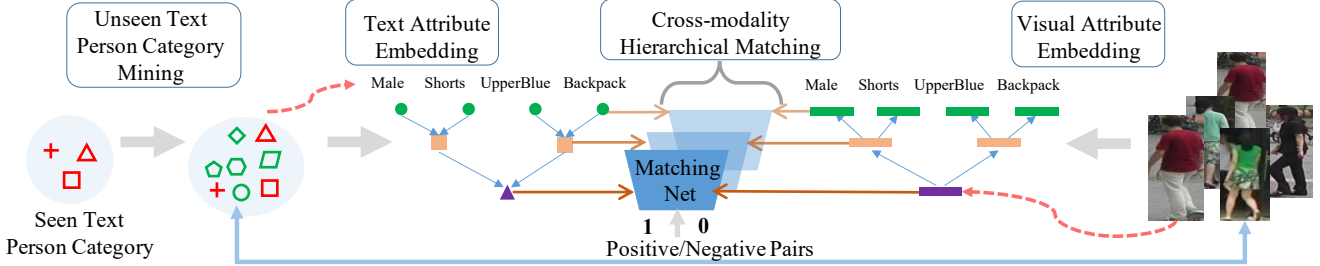 Unseen Text
Person Category
Mining
Text Attribute
Embedding
Cross-modality
Hierarchical Matching
Visual Attribute
Embedding
Male Shorts UpperBlue Backpack
Male Shorts UpperBlue Backpack
Matching
Net
Seen Text
Person Category
1 0
Positive/Negative Pairs